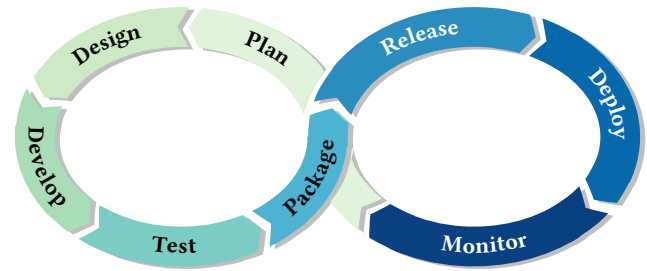 Plan
Design
Develop
Test
Package
Release
Deploy
Monitor